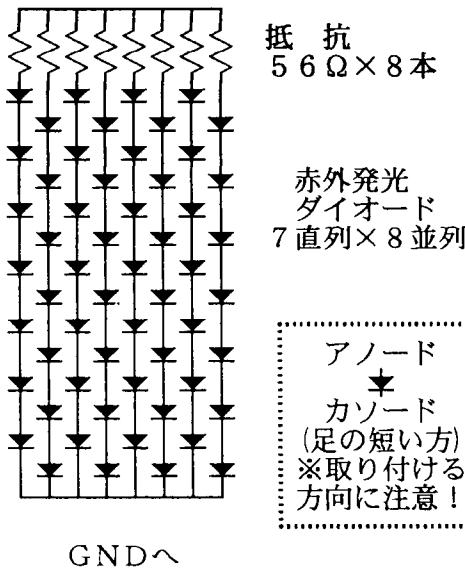 抵 抗
56Ω×8本
赤外発光
ダイオード
7直列×8並列
アノード
カソード
(足の短い方)
※取り付ける
方向に注意！
GNDへ